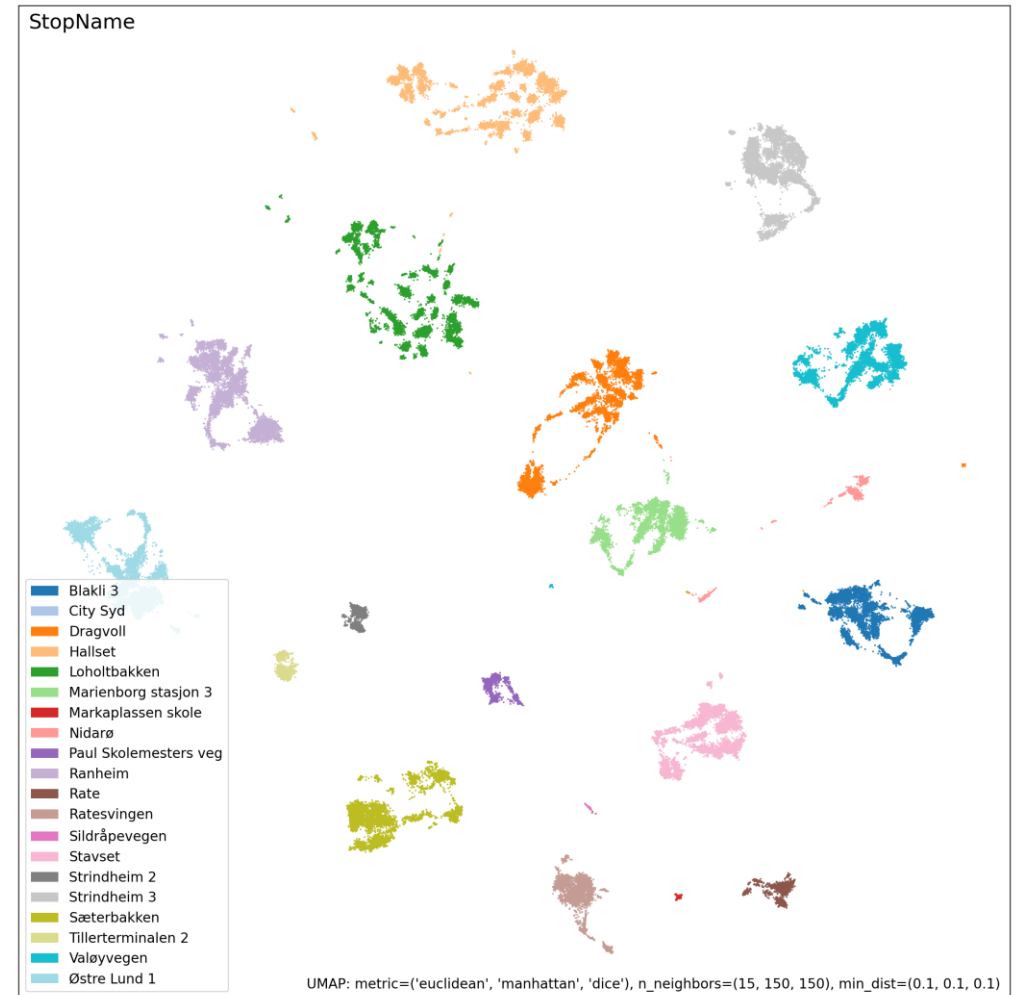 StopName
Blakli 3
City Syd
Dragvoll
Hallset
Loholtbakken
Marienborg stasjon 3
Markaplassen skole
Nidarø
Paul Skolemesters veg
Ranheim
Rate
Ratesvingen
Sildråpevegen
Stavset
Strindheim 2
Strindheim 3
Sæterbakken
Tillerterminalen 2
Valøyvegen
Østre Lund 1
UMAP: metric=('euclidean', 'manhattan', 'dice'), n_neighbors=(15, 150, 150), min_dist=(0.1, 0.1, 0.1)